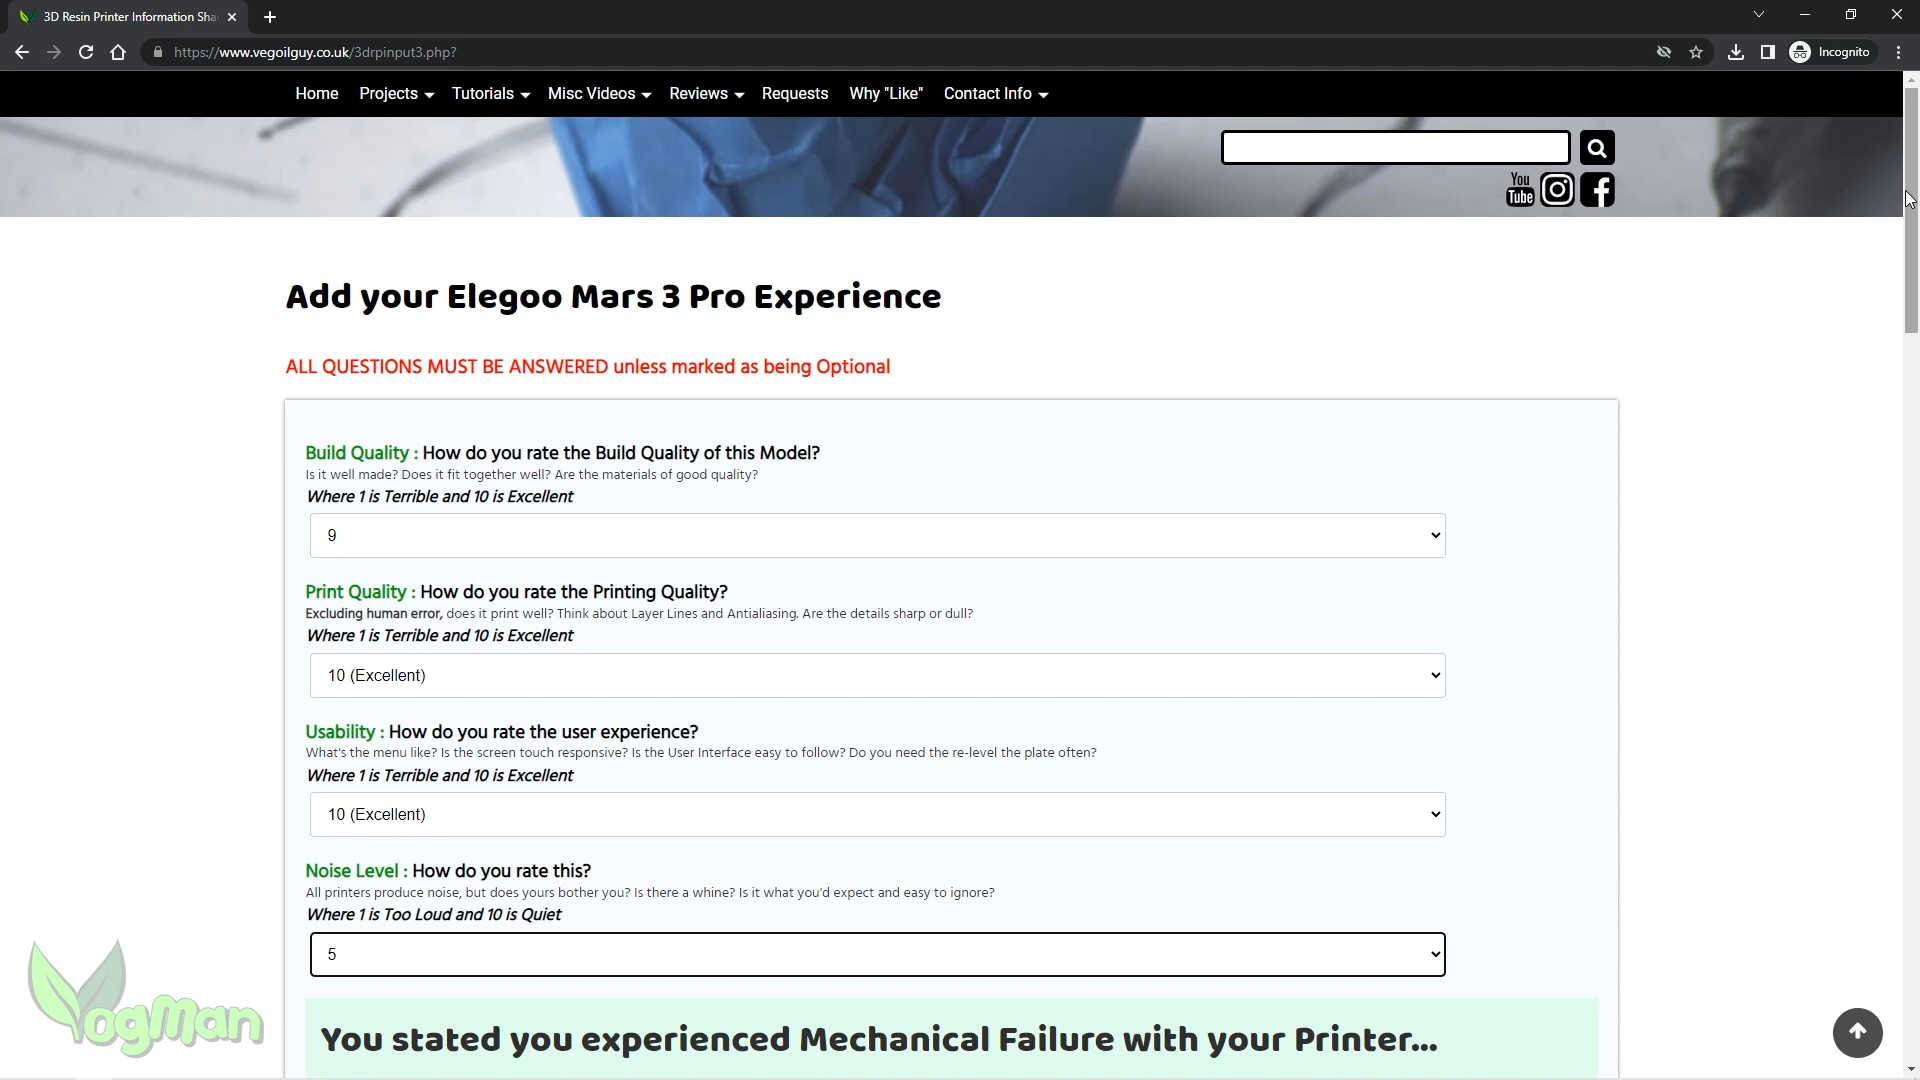 3D Resin Printer Information Sha
https://www.vegoilguy.co.uk/3drpinput3.php?
Incognito
Home Projects Tutorials Misc Videos Reviews Requests Why "Like" Contact Info
You
Tube
Add your Elegoo Mars 3 Pro Experience
ALL QUESTIONS MUST BE ANSWERED unless marked as being Optional
Build Quality : How do you rate the Build Quality of this Model?
Is it well made? Does it fit together well? Are the materials of good quality?
Where 1 is Terrible and 10 is Excellent
9
Print Quality : How do you rate the Printing Quality?
Excluding human error, does it print well? Think about Layer Lines and Antialiasing. Are the details sharp or dull?
Where 1 is Terrible and 10 is Excellent
10 (Excellent)
Usability : How do you rate the user experience?
What's the menu like? Is the screen touch responsive? Is the User Interface easy to follow? Do you need the re-level the plate often?
Where 1 is Terrible and 10 is Excellent
10 (Excellent)
Noise Level : How do you rate this?
All printers produce noise, but does yours bother you? Is there a whine? Is it what you'd expect and easy to ignore?
Where 1 is Too Loud and 10 is Quiet
5
VogMan
You stated you experienced Mechanical Failure with your Printer...